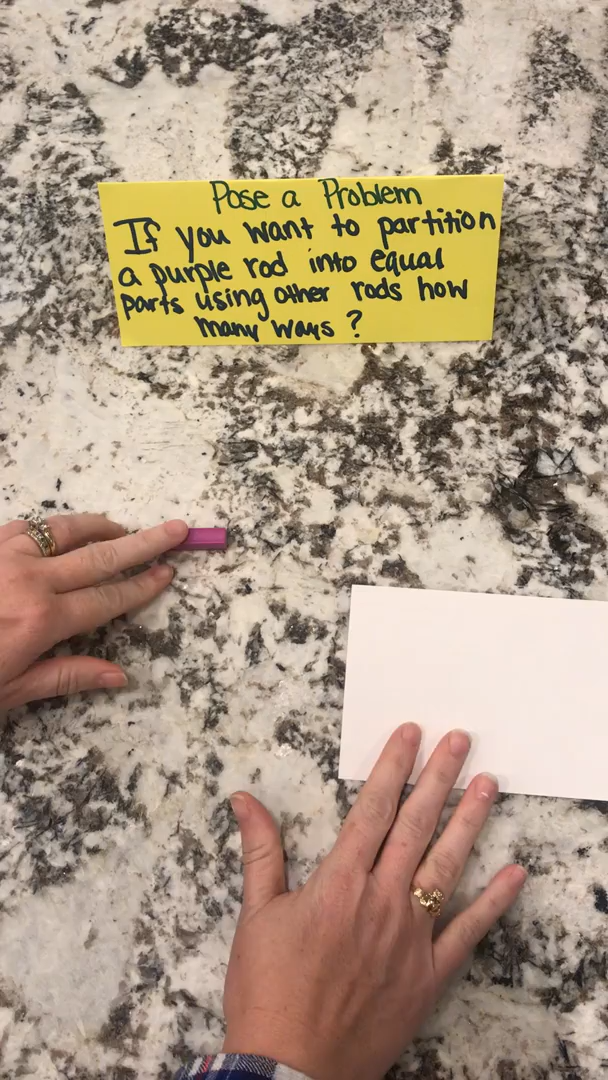 Pose a Problem
If you want to partition
a purple rod into equal
parts using other rods how
many ways ?